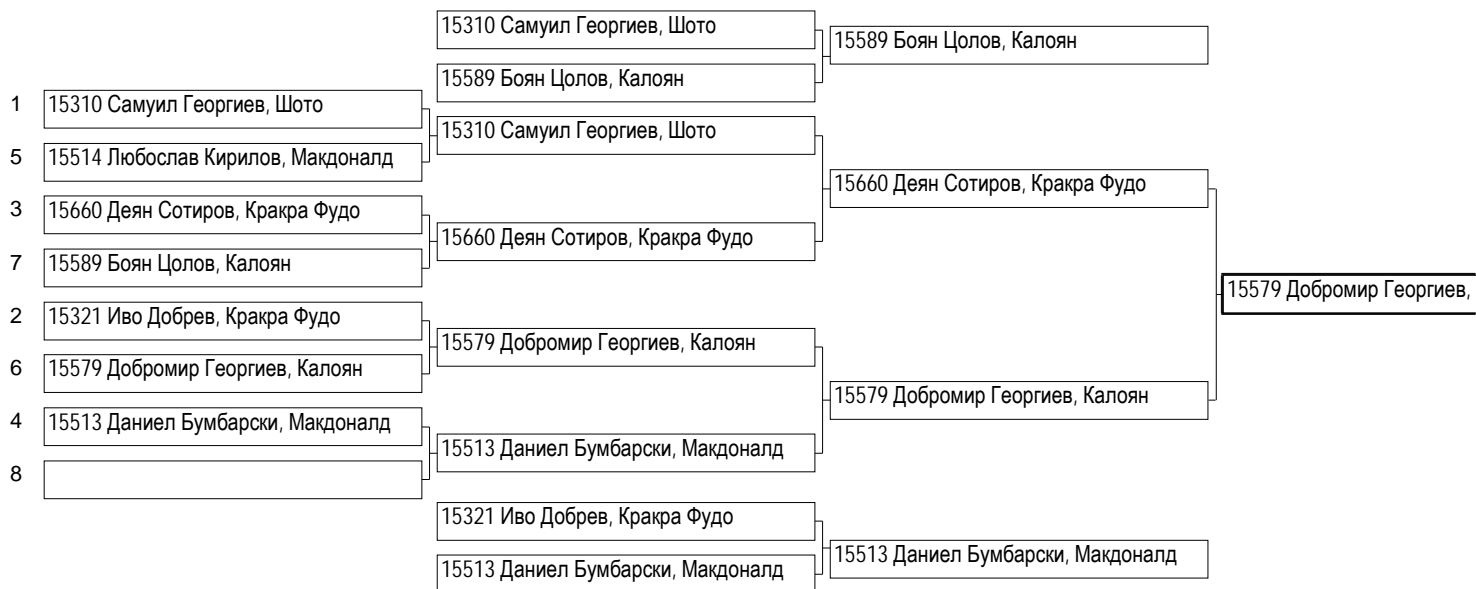 15310 Самуил Георгиев, Шото
15589 Боян Цолов, Калоян
15589 Боян Цолов, Калоян
1 15310 Самуил Георгиев, Шото
15310 Самуил Георгиев, Шото
5 15514 Любослав Кирилов, Макдоналд
15660 Деян Сотиров, Кракра Фудо
3 15660 Деян Сотиров, Кракра Фудо
15660 Деян Сотиров, Кракра Фудо
7 15589 Боян Цолов, Калоян
15579 Добромир Георгиев,
2 15321 Иво Добрев, Кракра Фудо
15579 Добромир Георгиев, Калоян
6 15579 Добромир Георгиев, Калоян
15579 Добромир Георгиев, Калоян
4 15513 Даниел Бумбарски, Макдоналд
15513 Даниел Бумбарски, Макдоналд
8
15321 Иво Добрев, Кракра Фудо
15513 Даниел Бумбарски, Макдоналд
15513 Даниел Бумбарски, Макдоналд